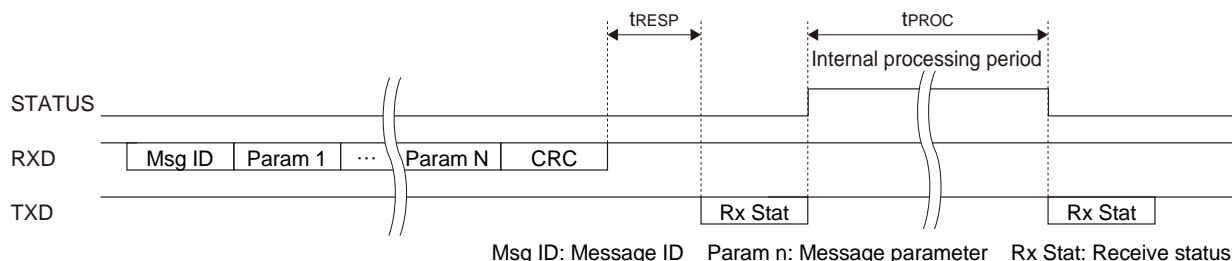 tRESP tPROC
Internal processing period
STATUS
RXD Msg ID Param 1 ··· Param N CRC
TXD Rx Stat Rx Stat
Msg ID: Message ID Param n: Message parameter Rx Stat: Receive status